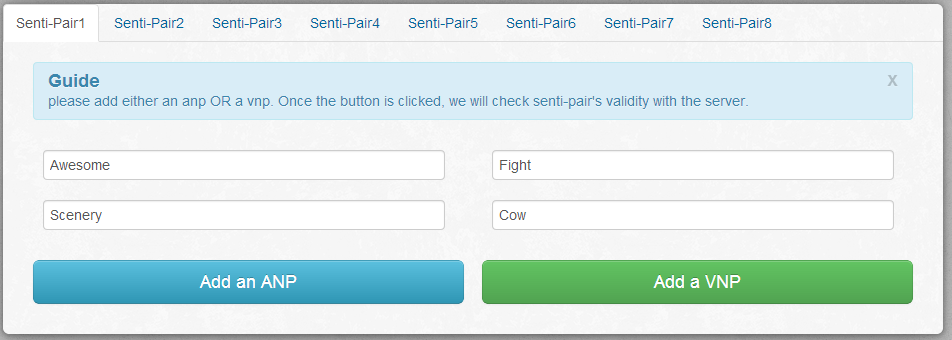 Senti-Pair1 Senti-Pair2 Senti-Pair3 Senti-Pair4 Senti-Pair5 Senti-Pair6 Senti-Pair7 Senti-Pair8
Guide X
please add either an anp OR a vnp. Once the button is clicked, we will check senti-pair's validity with the server.
Awesome Fight
Scenery Cow
Add an ANP Add a VNP